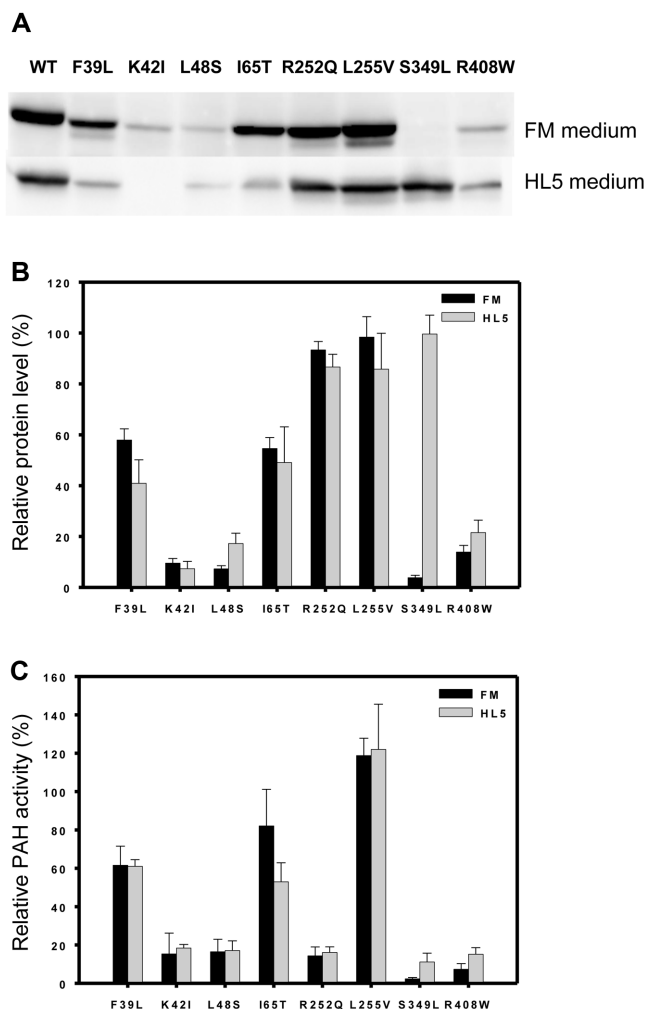 A
WT F39L K42I L48S I65T R252Q L255V S349L R408W
FM medium
HL5 medium
B
Relative protein level (%)
120
100
80
60
40
20
0
FM
HL5
F39L K42I L48S I65T R252Q L255V S349L R408W
C
Relative PAH activity (%)
160
140
120
100
80
60
40
20
0
FM
HL5
F39L K42I L48S I65T R252Q L255V S349L R408W